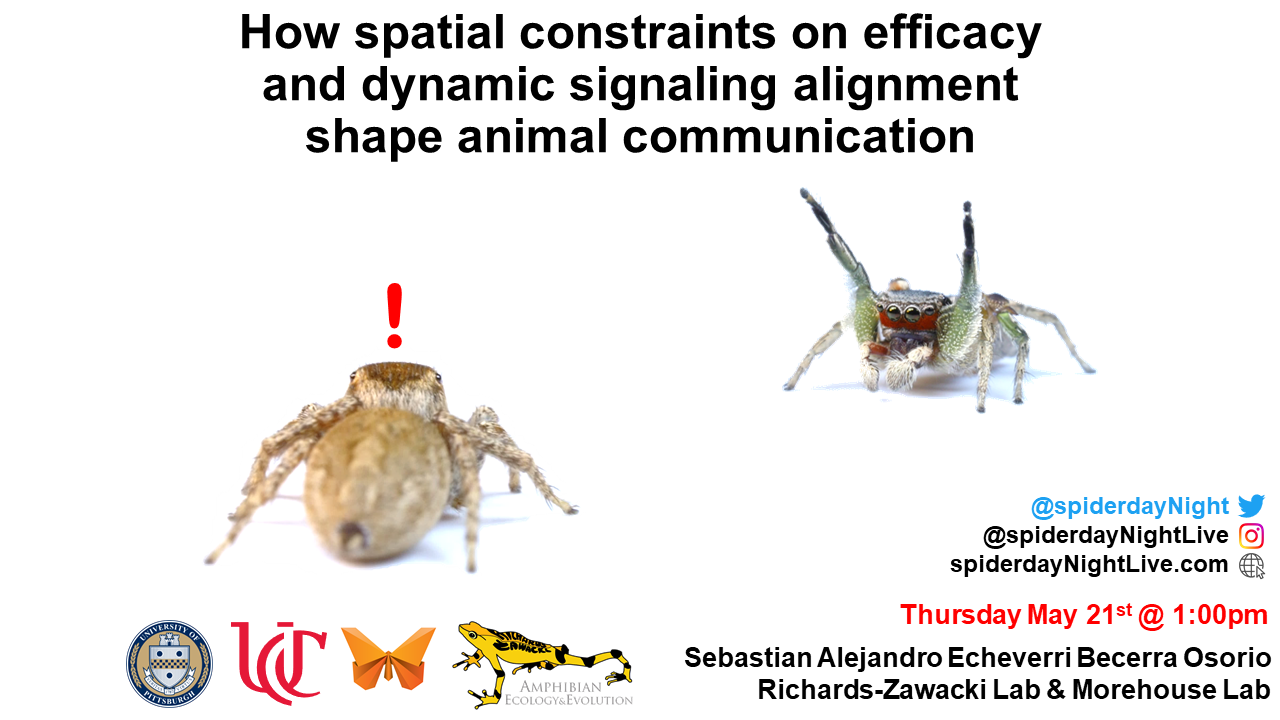 How spatial constraints on efficacy
and dynamic signaling alignment
shape animal communication
!
@spiderdayNight
@spiderdayNightLive
spiderdayNightLive.com
Thursday May 21st @ 1:00pm
Sebastian Alejandro Echeverri Becerra Osorio
Richards-Zawacki Lab & Morehouse Lab
UNIVERSITY OF
PITTSBURGH
UC
RICHARDS
ZAWACKI
AMPHIBIAN
ECOLOGY&EVOLUTION